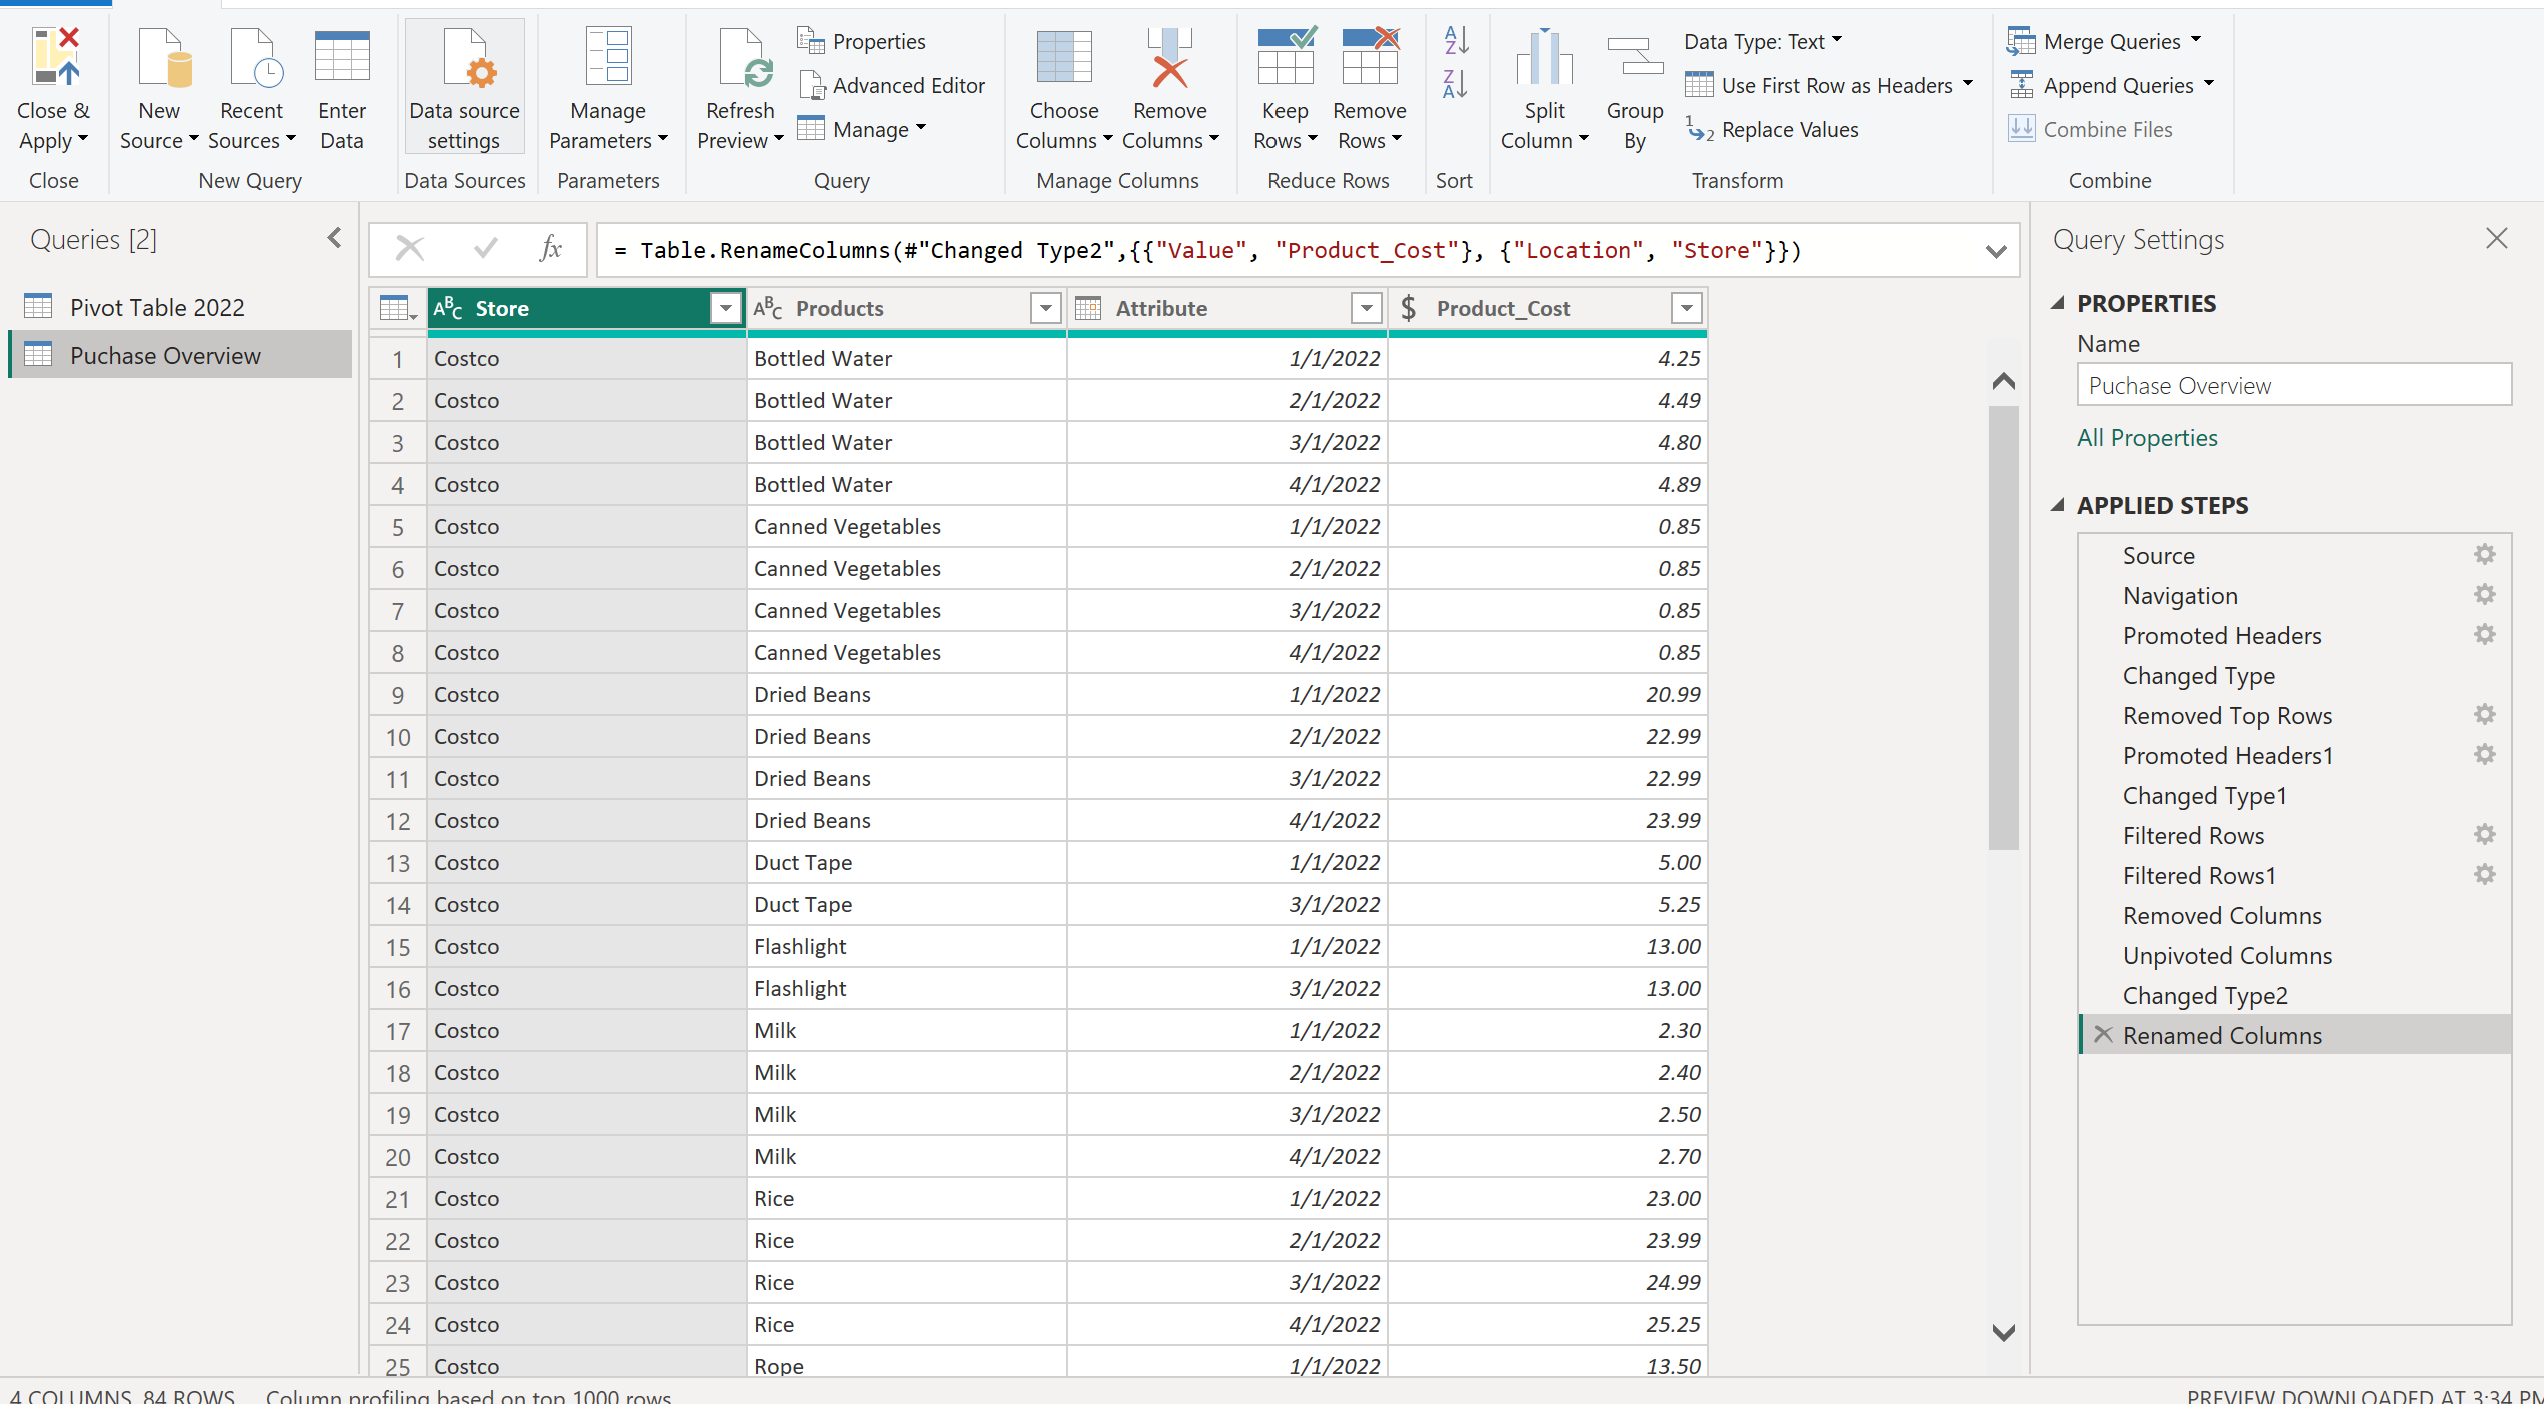 Close & Apply
New Source
Recent Sources
Enter Data
Data source settings
Manage Parameters
Refresh Preview
Properties
Advanced Editor
Manage
Choose Columns
Remove Columns
Keep Rows
Remove Rows
A Z
Z A
Split Column
Group By
Data Type: Text
Use First Row as Headers
1 2 Replace Values
Merge Queries
Append Queries
Combine Files
Close
New Query
Data Sources
Parameters
Query
Manage Columns
Reduce Rows
Sort
Transform
Combine
Queries [2]
Pivot Table 2022
Puchase Overview
fx
= Table.RenameColumns(#"Changed Type2",{{"Value", "Product_Cost"}, {"Location", "Store"}})
ABC Store ABC Products Attribute $ Product_Cost
1 Costco Bottled Water 1/1/2022 4.25
2 Costco Bottled Water 2/1/2022 4.49
3 Costco Bottled Water 3/1/2022 4.80
4 Costco Bottled Water 4/1/2022 4.89
5 Costco Canned Vegetables 1/1/2022 0.85
6 Costco Canned Vegetables 2/1/2022 0.85
7 Costco Canned Vegetables 3/1/2022 0.85
8 Costco Canned Vegetables 4/1/2022 0.85
9 Costco Dried Beans 1/1/2022 20.99
10 Costco Dried Beans 2/1/2022 22.99
11 Costco Dried Beans 3/1/2022 22.99
12 Costco Dried Beans 4/1/2022 23.99
13 Costco Duct Tape 1/1/2022 5.00
14 Costco Duct Tape 3/1/2022 5.25
15 Costco Flashlight 1/1/2022 13.00
16 Costco Flashlight 3/1/2022 13.00
17 Costco Milk 1/1/2022 2.30
18 Costco Milk 2/1/2022 2.40
19 Costco Milk 3/1/2022 2.50
20 Costco Milk 4/1/2022 2.70
21 Costco Rice 1/1/2022 23.00
22 Costco Rice 2/1/2022 23.99
23 Costco Rice 3/1/2022 24.99
24 Costco Rice 4/1/2022 25.25
25 Costco Rope 1/1/2022 13.50
Query Settings
PROPERTIES
Name
Puchase Overview
All Properties
APPLIED STEPS
Source
Navigation
Promoted Headers
Changed Type
Removed Top Rows
Promoted Headers1
Changed Type1
Filtered Rows
Filtered Rows1
Removed Columns
Unpivoted Columns
Changed Type2
Renamed Columns
4 COLUMNS, 84 ROWS Column profiling based on top 1000 rows
PREVIEW DOWNLOADED AT 3:34 PM